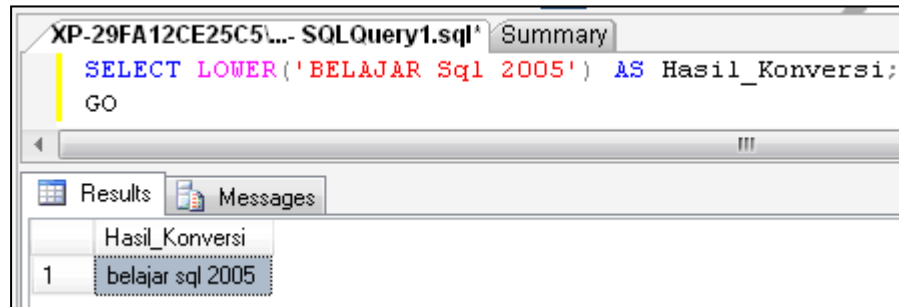 XP-29FA12CE25C5\...- SQLQuery1.sql* Summary
SELECT LOWER('BELAJAR Sql 2005') AS Hasil_Konversi;
GO
Results Messages
Hasil_Konversi
1 belajar sql 2005